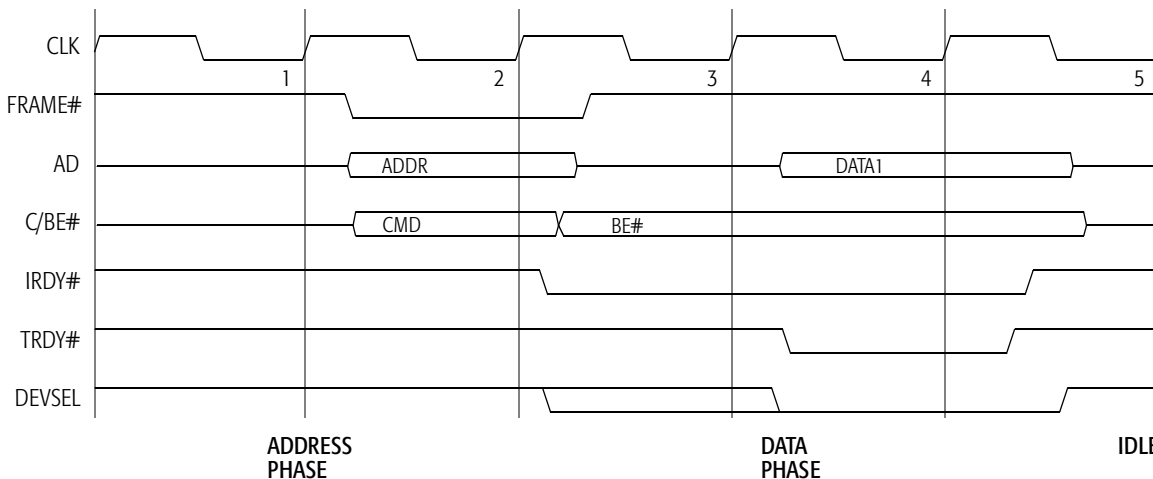 CLK
1 2 3 4 5
FRAME#
AD ADDR DATA1
C/BE# CMD BE#
IRDY#
TRDY#
DEVSEL
ADDRESS PHASE
DATA PHASE
IDLE